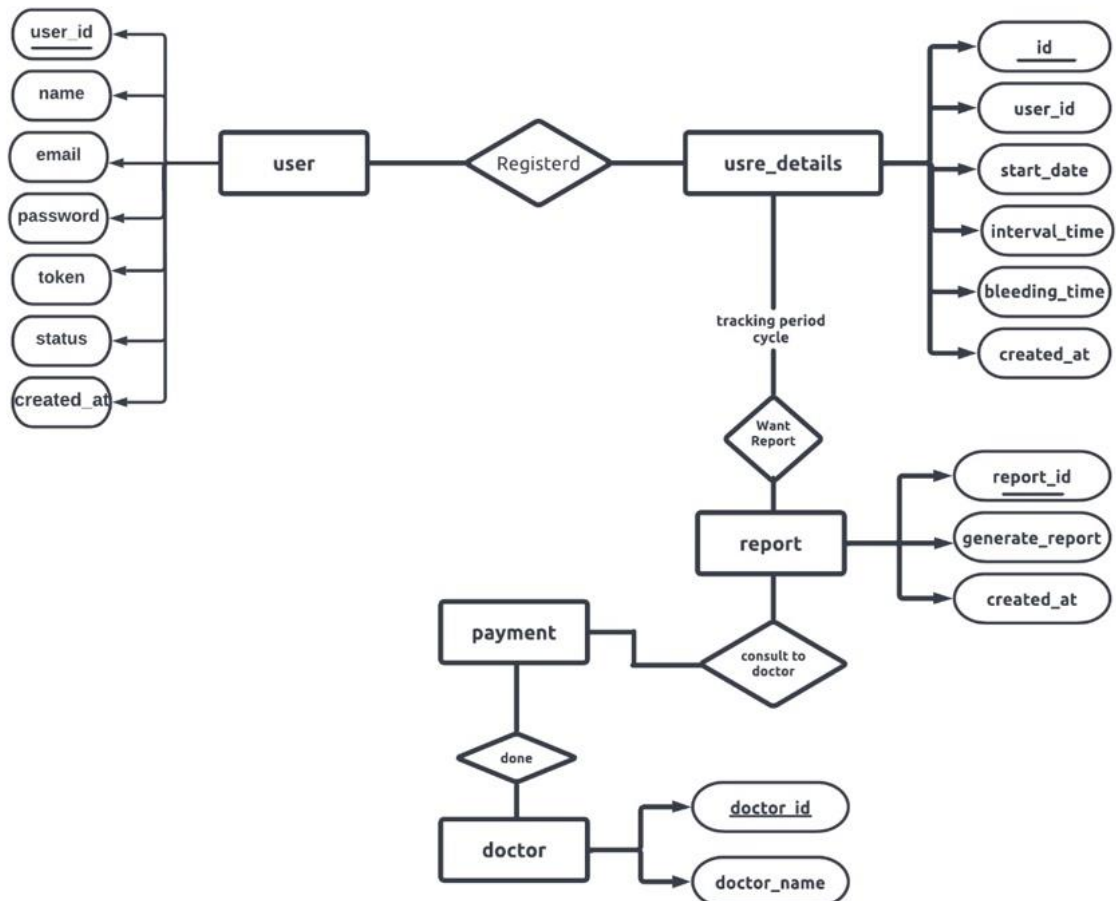 user_id
name
email
password
token
status
created_at
user
Registerd
usre_details
id
user_id
start_date
interval_time
bleeding_time
created_at
tracking period
cycle
Want
Report
report
report_id
generate_report
created_at
consult to
doctor
payment
done
doctor
doctor_id
doctor_name